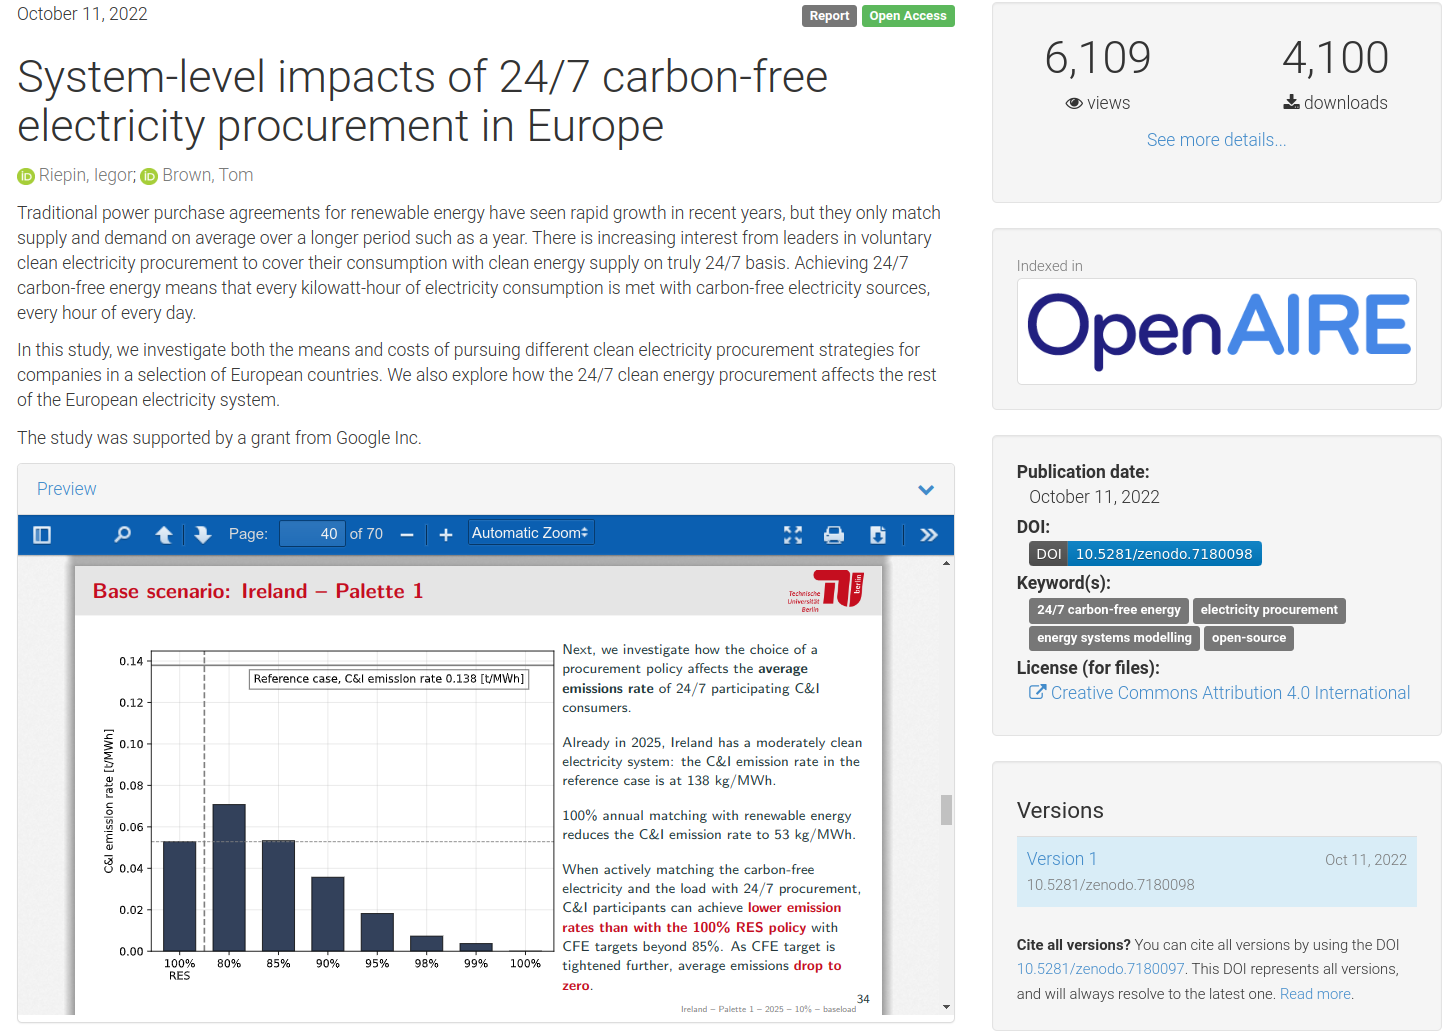 October 11, 2022
Report
Open Access
System-level impacts of 24/7 carbon-free
electricity procurement in Europe
iD Riepin, Iegor; iD Brown, Tom
Traditional power purchase agreements for renewable energy have seen rapid growth in recent years, but they only match
supply and demand on average over a longer period such as a year. There is increasing interest from leaders in voluntary
clean electricity procurement to cover their consumption with clean energy supply on truly 24/7 basis. Achieving 24/7
carbon-free energy means that every kilowatt-hour of electricity consumption is met with carbon-free electricity sources,
every hour of every day.
In this study, we investigate both the means and costs of pursuing different clean electricity procurement strategies for
companies in a selection of European countries. We also explore how the 24/7 clean energy procurement affects the rest
of the European electricity system.
The study was supported by a grant from Google Inc.
Preview
Page: 40 of 70
Automatic Zoom
Base scenario: Ireland – Palette 1
Technische
Universität
Berlin
berlin
C&I emission rate [t/MWh]
0.14
0.12
0.10
0.08
0.06
0.04
0.02
0.00
Reference case, C&I emission rate 0.138 [t/MWh]
100%
RES
80%
85%
90%
95%
98%
99%
100%
Next, we investigate how the choice of a
procurement policy affects the average
emissions rate of 24/7 participating C&I
consumers.
Already in 2025, Ireland has a moderately clean
electricity system: the C&I emission rate in the
reference case is at 138 kg/MWh.
100% annual matching with renewable energy
reduces the C&I emission rate to 53 kg/MWh.
When actively matching the carbon-free
electricity and the load with 24/7 procurement,
C&I participants can achieve lower emission
rates than with the 100% RES policy with
CFE targets beyond 85%. As CFE target is
tightened further, average emissions drop to
zero.
34
Ireland – Palette 1 – 2025 – 10% – baseload
6,109
views
4,100
downloads
See more details...
Indexed in
OpenAIRE
Publication date:
October 11, 2022
DOI:
DOI 10.5281/zenodo.7180098
Keyword(s):
24/7 carbon-free energy
electricity procurement
energy systems modelling
open-source
License (for files):
Creative Commons Attribution 4.0 International
Versions
Version 1
Oct 11, 2022
10.5281/zenodo.7180098
Cite all versions? You can cite all versions by using the DOI
10.5281/zenodo.7180097. This DOI represents all versions,
and will always resolve to the latest one. Read more.